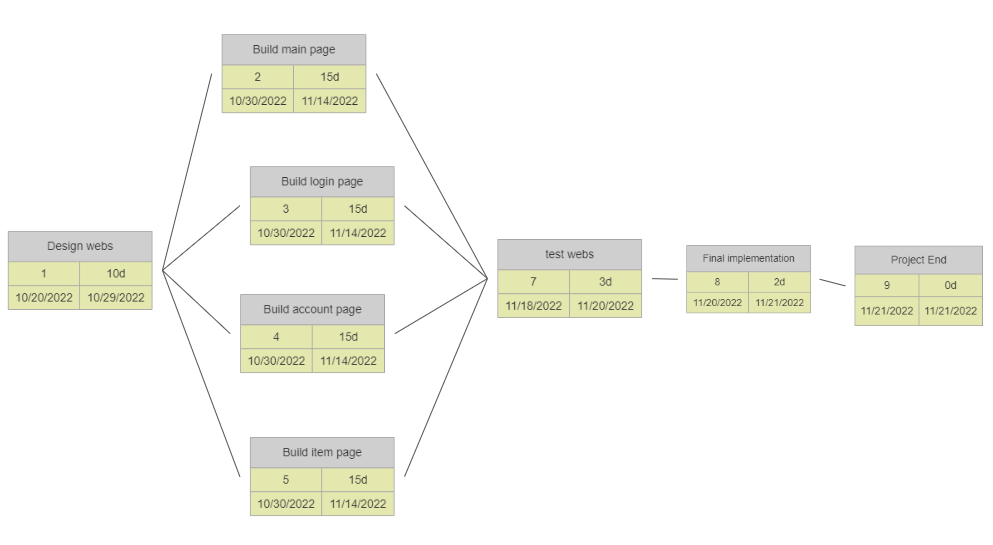 Design webs
1 10d
10/20/2022 10/29/2022
Build main page
2 15d
10/30/2022 11/14/2022
Build login page
3 15d
10/30/2022 11/14/2022
Build account page
4 15d
10/30/2022 11/14/2022
Build item page
5 15d
10/30/2022 11/14/2022
test webs
7 3d
11/18/2022 11/20/2022
Final implementation
8 2d
11/20/2022 11/21/2022
Project End
9 0d
11/21/2022 11/21/2022